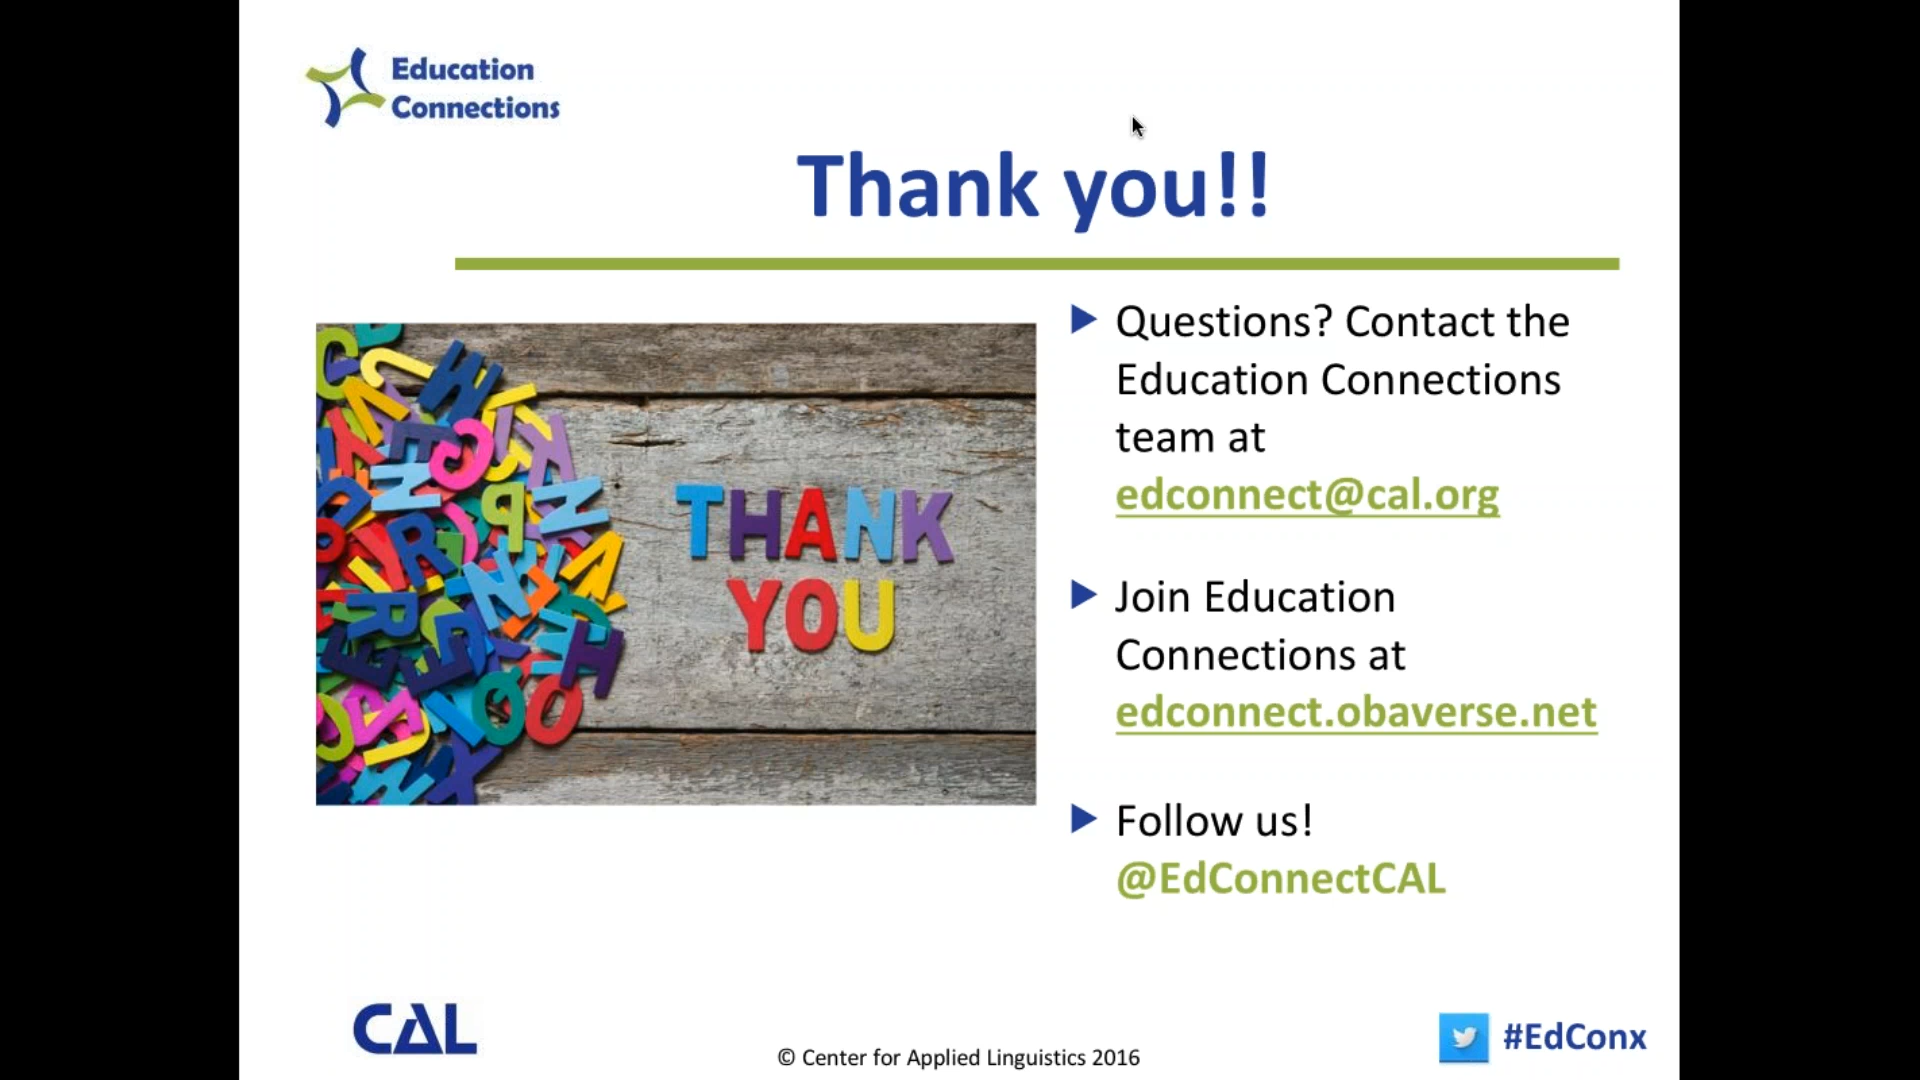 Education
Connections
Thank you!!
Questions? Contact the
Education Connections
team at
edconnect@cal.org
THANK
YOU
Join Education
Connections at
edconnect.obaverse.net
Follow us!
@EdConnectCAL
CAL
© Center for Applied Linguistics 2016
#EdConx